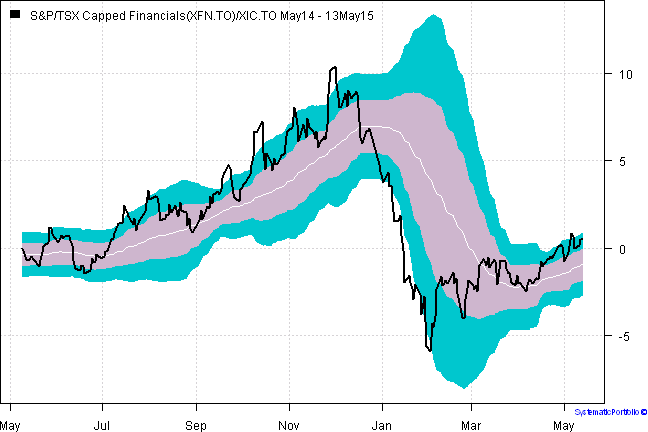 S&P/TSX Capped Financials(XFN.TO)/XIC.TO May14 - 13May15
10
5
0
-5
SystematicPortfolio ©
May Jul Sep Nov Jan Mar May